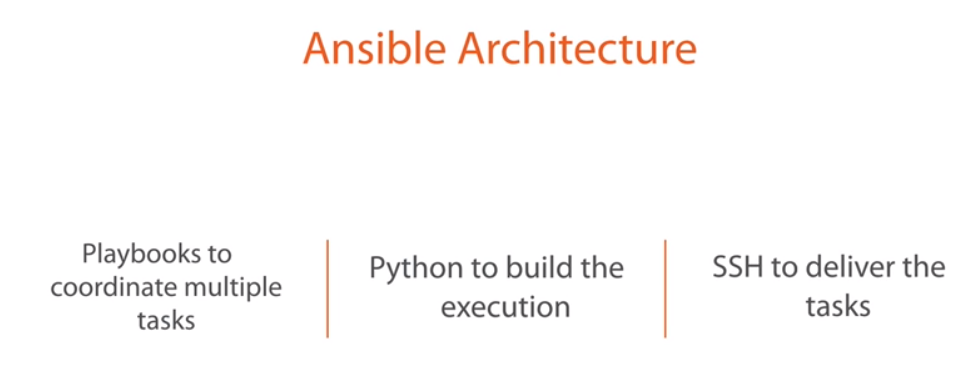 Ansible Architecture
Playbooks to
coordinate multiple
tasks
Python to build the
execution
SSH to deliver the
tasks